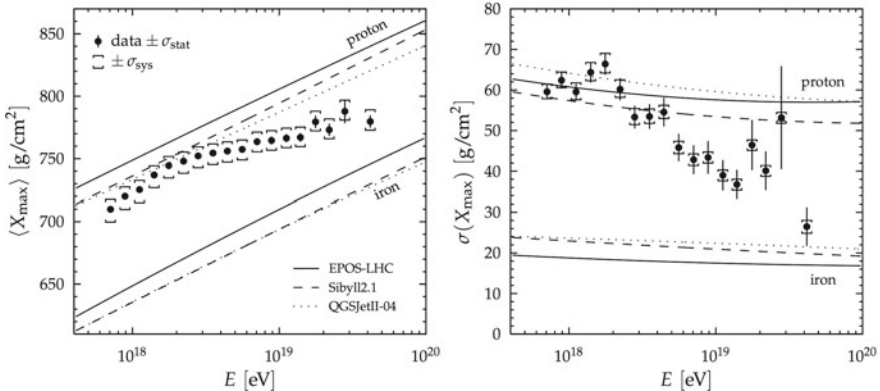 850
800
750
700
650
⟨X_max⟩ [g/cm²]
data ± σ_stat
± σ_sys
proton
iron
EPOS-LHC
Sibyll2.1
QGSJetII-04
10^18 10^19 10^20
E [eV]
80
70
60
50
40
30
20
10
0
σ(X_max) [g/cm²]
proton
iron
10^18 10^19 10^20
E [eV]